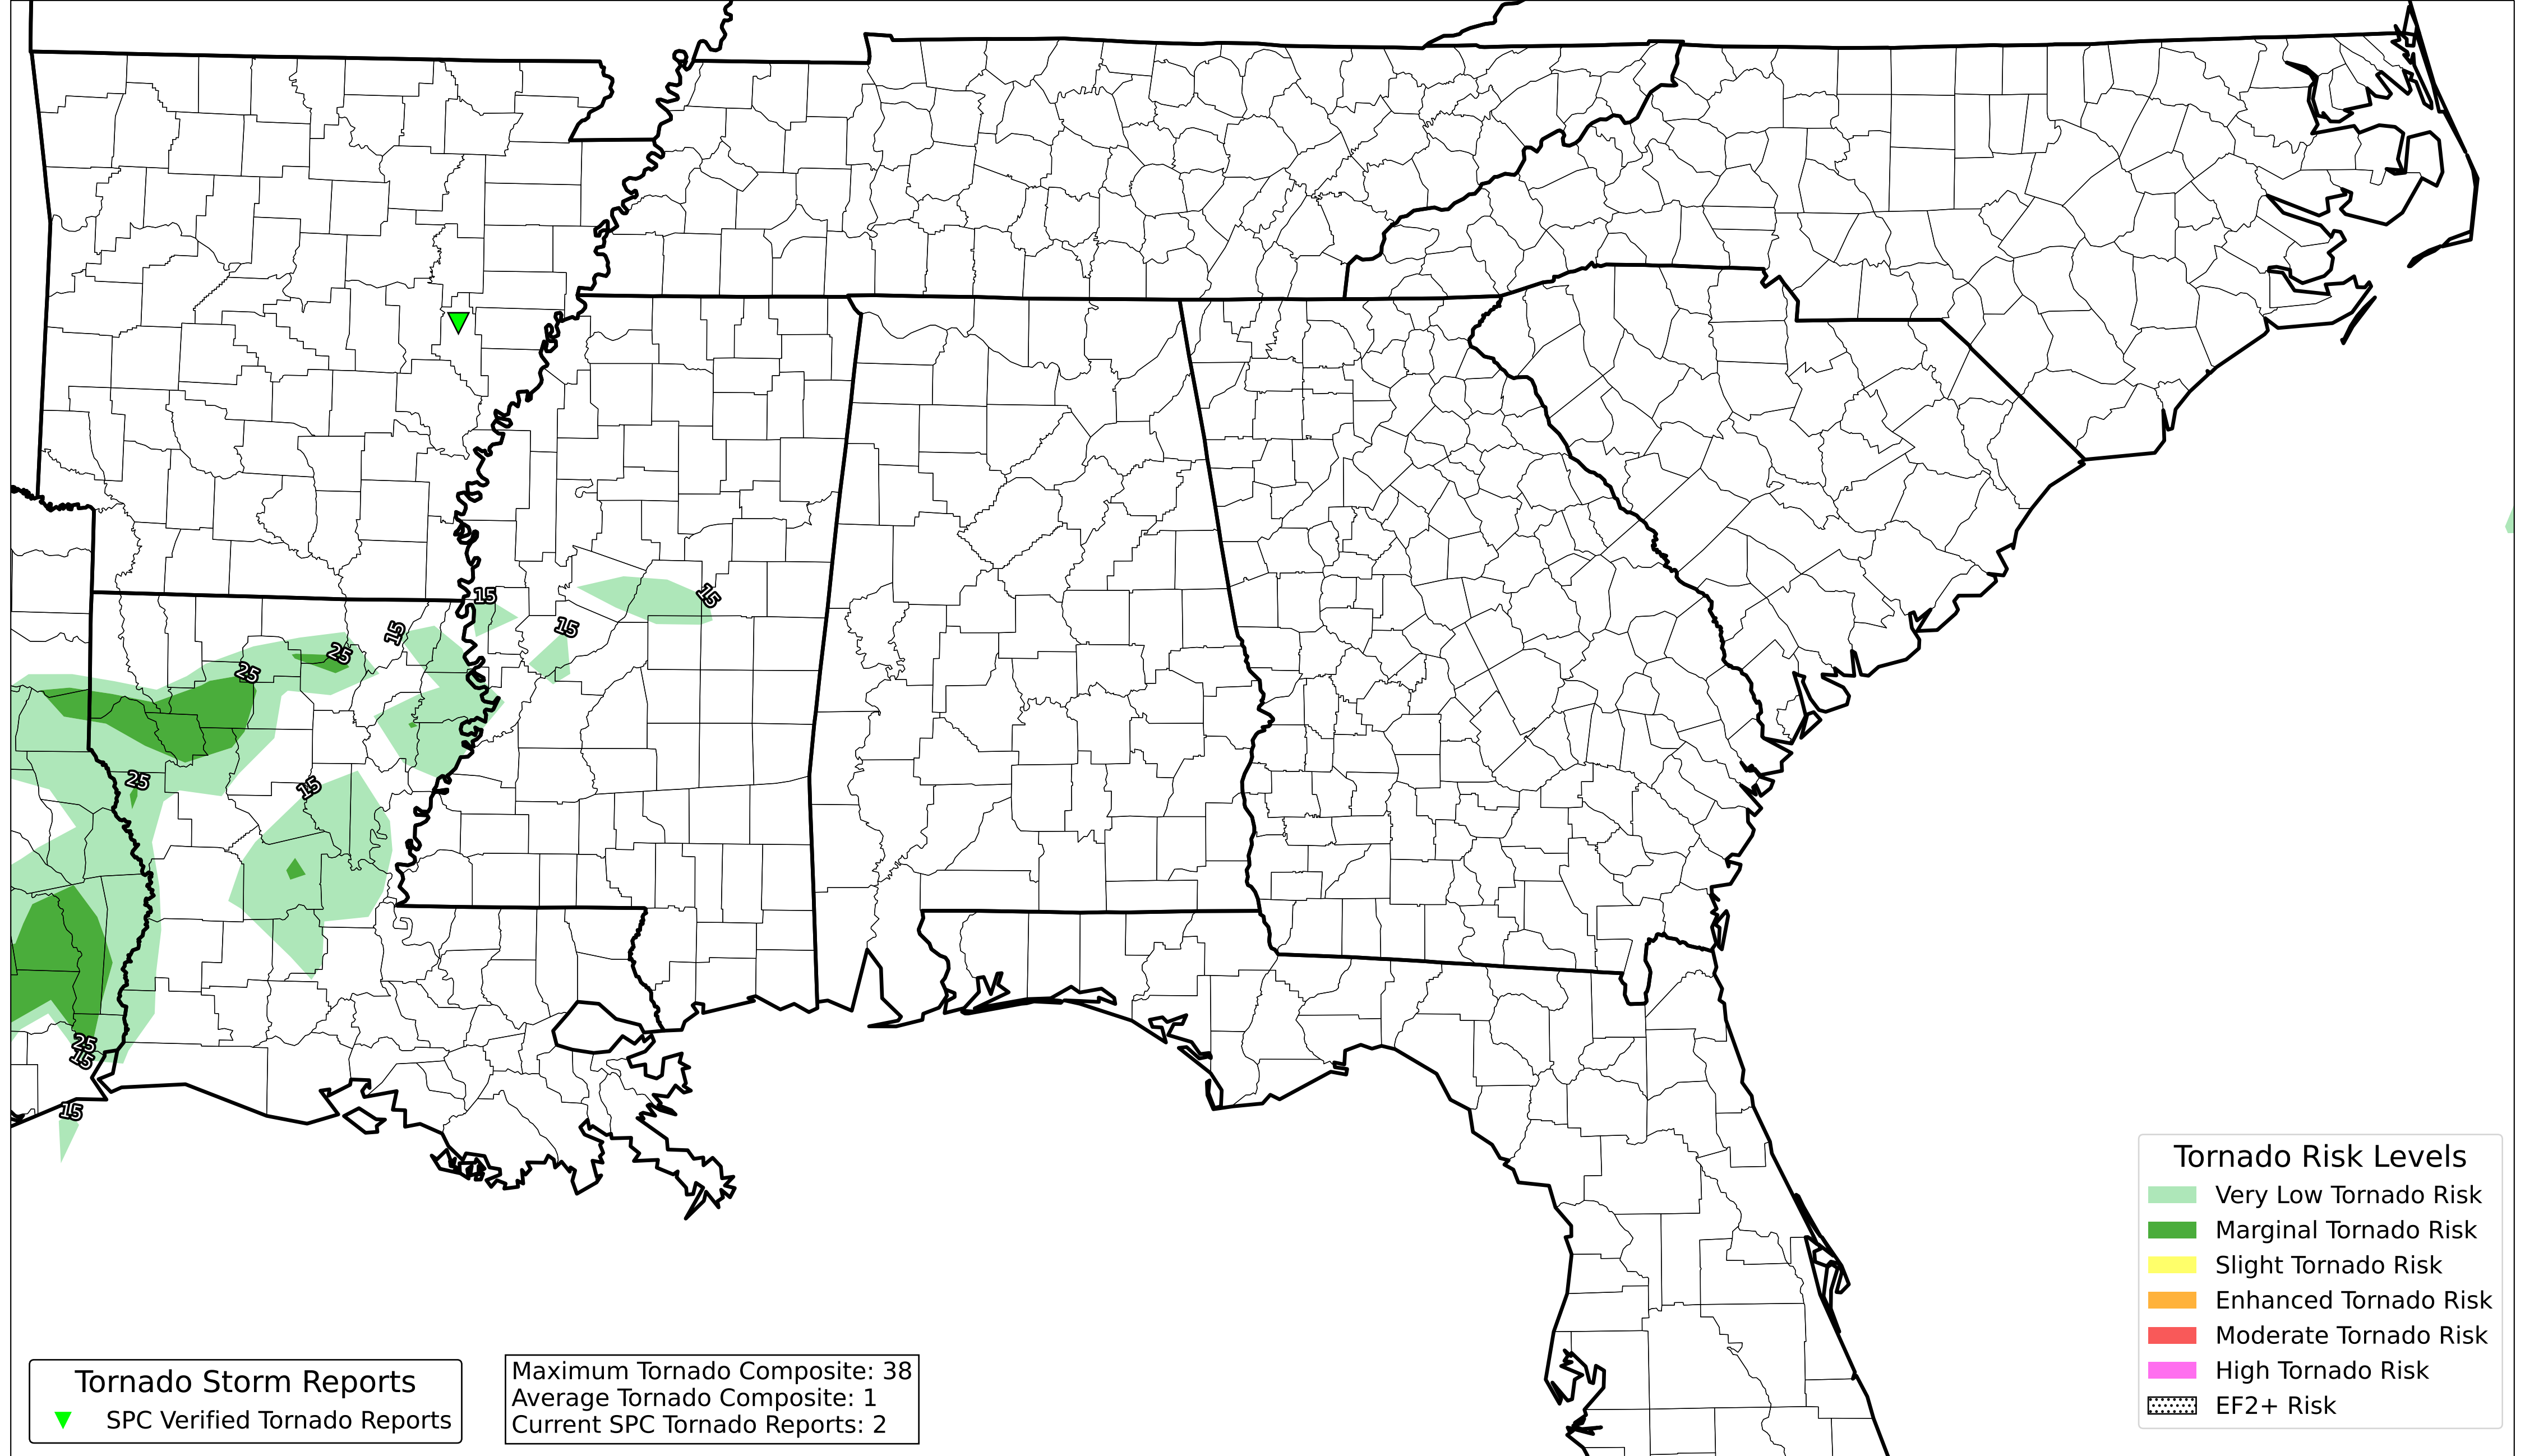 15
15
15
15
25
25
25
15
25
15
15
Tornado Storm Reports
SPC Verified Tornado Reports
Maximum Tornado Composite: 38
Average Tornado Composite: 1
Current SPC Tornado Reports: 2
Tornado Risk Levels
Very Low Tornado Risk
Marginal Tornado Risk
Slight Tornado Risk
Enhanced Tornado Risk
Moderate Tornado Risk
High Tornado Risk
EF2+ Risk